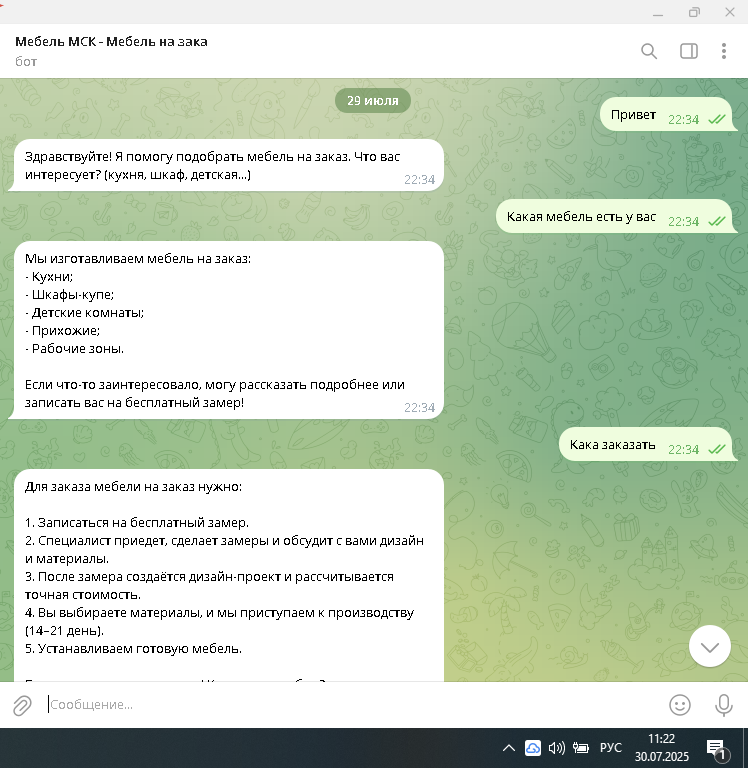 Мебель МСК - Мебель на зака
бот
29 июля
Привет 22:34
Здравствуйте! Я помогу подобрать мебель на заказ. Что вас
интересует? (кухня, шкаф, детская...)
22:34
Какая мебель есть у вас 22:34
Мы изготавливаем мебель на заказ:
- Кухни;
- Шкафы-купе;
- Детские комнаты;
- Прихожие;
- Рабочие зоны.
Если что-то заинтересовало, могу рассказать подробнее или
записать вас на бесплатный замер!
22:34
Кака заказать 22:34
Для заказа мебели на заказ нужно:
1. Записаться на бесплатный замер.
2. Специалист приедет, сделает замеры и обсудит с вами дизайн
и материалы.
3. После замера создаётся дизайн-проект и рассчитывается
точная стоимость.
4. Вы выбираете материалы, и мы приступаем к производству
(14–21 день).
5. Устанавливаем готовую мебель.
Сообщение...
РУС
11:22
30.07.2025
1